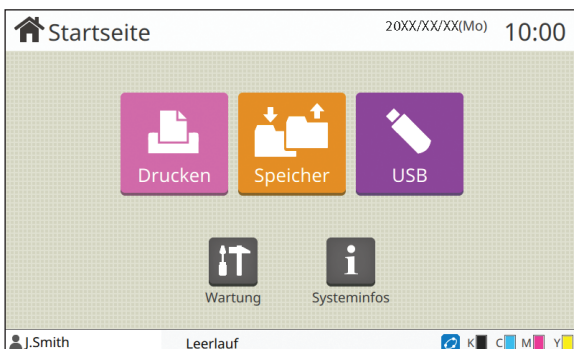 Startseite
20XX/XX/XX(Mo) 10:00
Drucken Speicher USB
Wartung Systeminfos
J.Smith Leerlauf K C M Y